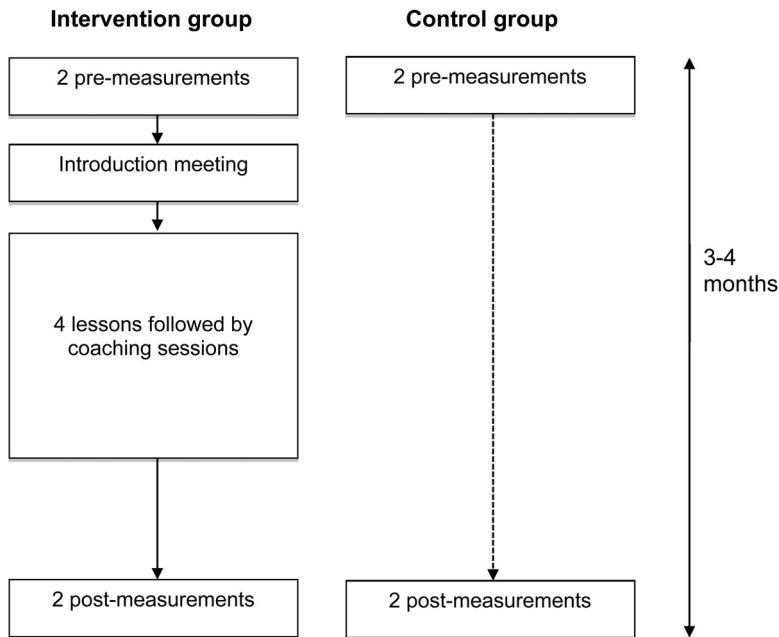 Intervention group
Control group
2 pre-measurements
2 pre-measurements
Introduction meeting
4 lessons followed by
coaching sessions
3-4
months
2 post-measurements
2 post-measurements